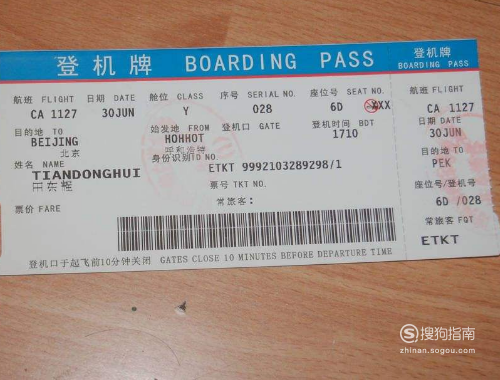 登机牌 BOARDING PASS
登机牌
BOARDING PASS
航班 FLIGHT 日期 DATE 舱位 CLASS 序号 SERIAL NO. 座位号 SEAT NO.
CA 1127 30JUN Y 028 6D XXX
目的地 TO 始发地 FROM 登机口 GATE 登机时间 BDT
BEIJING HOHHOT 1710
北京 呼和浩特
姓名 NAME 身份识别ID NO.
TIANDONGHUI ETKT 9992103289298/1
田东辉 票号 TKT NO.
票价 FARE 常旅客:
登机口于起飞前10分钟关闭 GATES CLOSE 10 MINUTES BEFORE DEPARTURE TIME
航班 FLIGHT
CA 1127
日期 DATE
30JUN
目的地 TO
PEK
座位号/登机号
6D /028
常旅客 FQT
ETKT
搜狗指南
zhinan.sogou.com